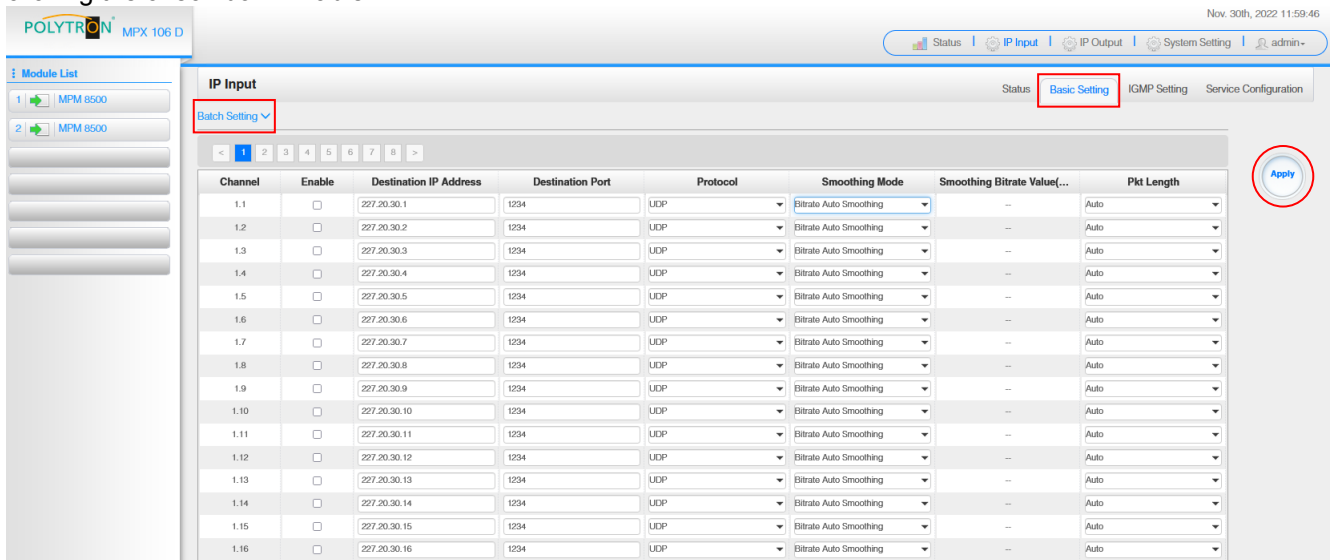 Nov. 30th, 2022 11:59:46
POLYTRON MPX 106 D
Status | IP Input | IP Output | System Setting | admin
Module List
1 MPM 8500
2 MPM 8500
IP Input Status Basic Setting IGMP Setting Service Configuration
Batch Setting
< 1 2 3 4 5 6 7 8 >
Apply
Channel Enable Destination IP Address Destination Port Protocol Smoothing Mode Smoothing Bitrate Value(... Pkt Length
1.1 227.20.30.1 1234 UDP Bitrate Auto Smoothing -- Auto
1.2 227.20.30.2 1234 UDP Bitrate Auto Smoothing -- Auto
1.3 227.20.30.3 1234 UDP Bitrate Auto Smoothing -- Auto
1.4 227.20.30.4 1234 UDP Bitrate Auto Smoothing -- Auto
1.5 227.20.30.5 1234 UDP Bitrate Auto Smoothing -- Auto
1.6 227.20.30.6 1234 UDP Bitrate Auto Smoothing -- Auto
1.7 227.20.30.7 1234 UDP Bitrate Auto Smoothing -- Auto
1.8 227.20.30.8 1234 UDP Bitrate Auto Smoothing -- Auto
1.9 227.20.30.9 1234 UDP Bitrate Auto Smoothing -- Auto
1.10 227.20.30.10 1234 UDP Bitrate Auto Smoothing -- Auto
1.11 227.20.30.11 1234 UDP Bitrate Auto Smoothing -- Auto
1.12 227.20.30.12 1234 UDP Bitrate Auto Smoothing -- Auto
1.13 227.20.30.13 1234 UDP Bitrate Auto Smoothing -- Auto
1.14 227.20.30.14 1234 UDP Bitrate Auto Smoothing -- Auto
1.15 227.20.30.15 1234 UDP Bitrate Auto Smoothing -- Auto
1.16 227.20.30.16 1234 UDP Bitrate Auto Smoothing -- Auto